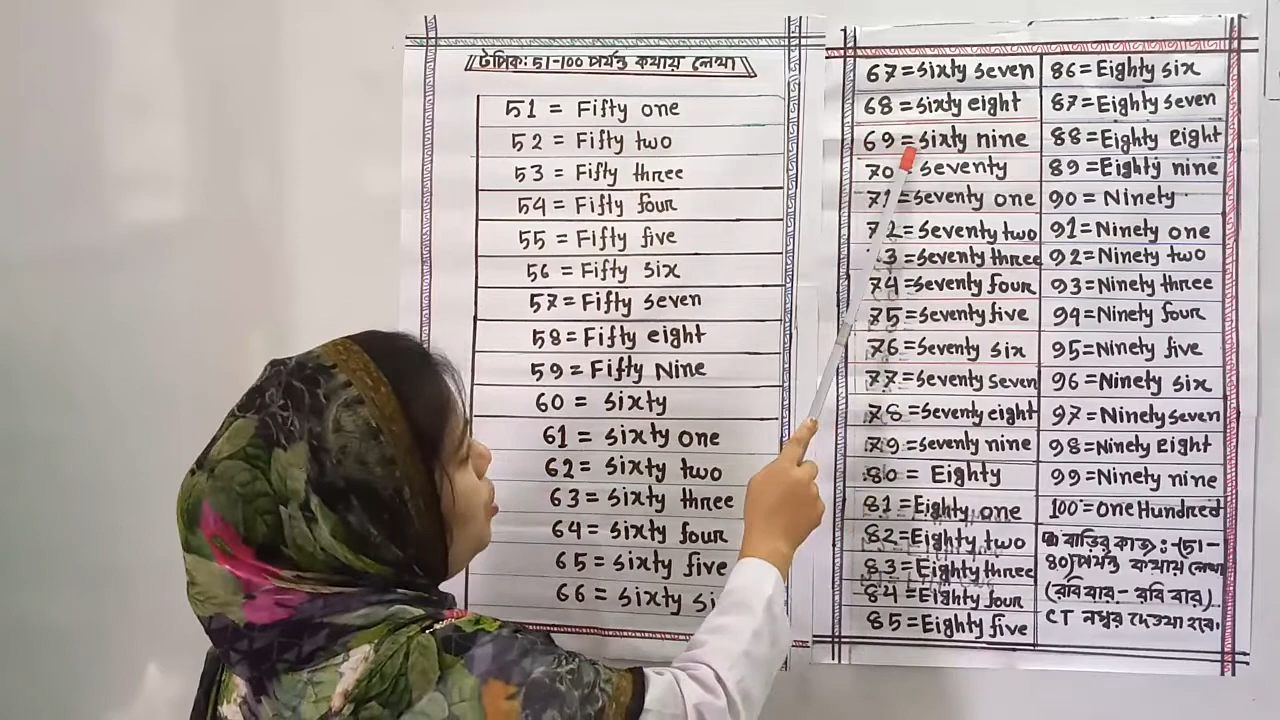 টপিক: 51-100 পর্যন্ত কথায় লেখা
51 = Fifty one
52 = Fifty two
53 = Fifty three
54 = Fifty four
55 = Fifty five
56 = Fifty six
57 = Fifty seven
58 = Fifty eight
59 = Fifty Nine
60 = sixty
61 = sixty one
62 = sixty two
63 = sixty three
64 = sixty four
65 = sixty five
66 = sixty si
67 = sixty seven
68 = sixty eight
69 = sixty nine
70 = seventy
71 = seventy one
72 = seventy two
3 = seventy three
74 = seventy four
75 = seventy five
76 = seventy six
77 = seventy seven
78 = seventy eight
79 = seventy nine
80 = Eighty
81 = Eighty one
82 = Eighty two
83 = Eighty three
84 = Eighty four
85 = Eighty five
86 = Eighty six
87 = Eighty seven
88 = Eighty Eight
89 = Eighty nine
90 = Ninety
91 = Ninety one
92 = Ninety two
93 = Ninety three
94 = Ninety four
95 = Ninety five
96 = Ninety six
97 = Ninety seven
98 = Ninety Eight
99 = Ninety nine
100 = One Hundred
বাড়ির কাজ :- (51-
80) পর্যন্ত কথায় লেখা
(রবিবার - রবিবার)
CT নম্বর দেওয়া হবে।